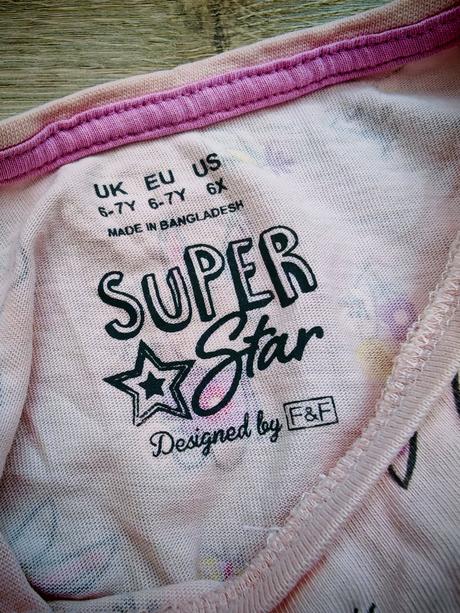 UK EU US
6-7Y 6-7Y 6X
MADE IN BANGLADESH
SUPER
Star
Designed by F&F